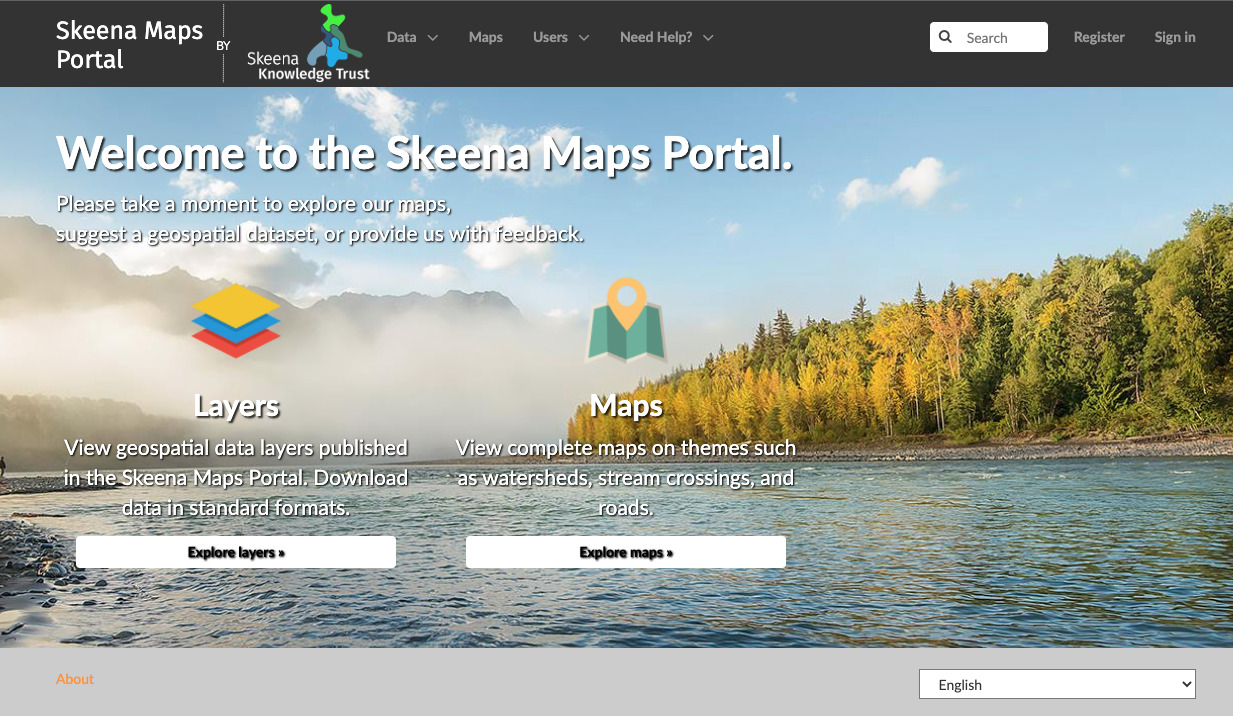 Skeena Maps
Portal
BY
Skeena
Knowledge Trust
Data
Maps
Users
Need Help?
Search
Register
Sign in
Welcome to the Skeena Maps Portal.
Please take a moment to explore our maps,
suggest a geospatial dataset, or provide us with feedback.
Layers
View geospatial data layers published
in the Skeena Maps Portal. Download
data in standard formats.
Explore layers »
Maps
View complete maps on themes such
as watersheds, stream crossings, and
roads.
Explore maps »
About
English